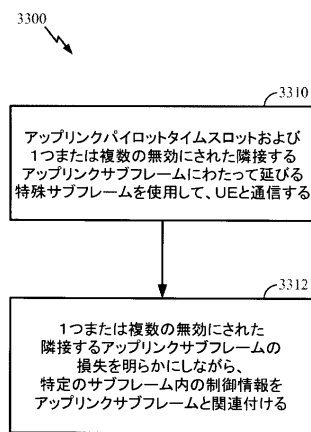 3300
3310
アップリンクパイロットタイムスロットおよび
1つまたは複数の無効にされた隣接する
アップリンクサブフレームにわたって延びる
特殊サブフレームを使用して、UEと通信する
3312
1つまたは複数の無効にされた
隣接するアップリンクサブフレームの
損失を明らかにしながら、
特定のサブフレーム内の制御情報を
アップリンクサブフレームと関連付ける